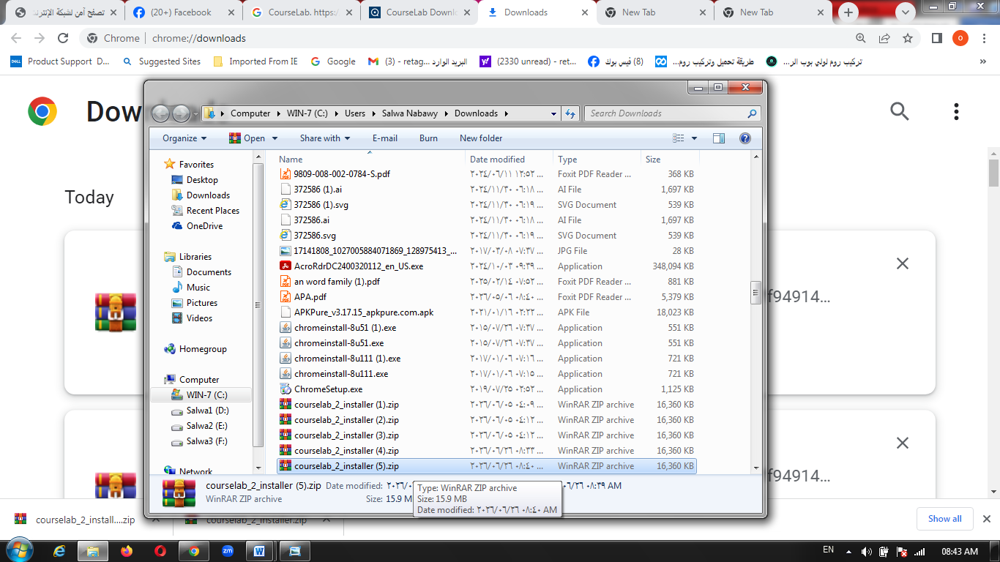 تصفح آمن لشبكة الإنترنت
(20+) Facebook
CourseLab. https:/
CourseLab Downl
Downloads
New Tab
New Tab
Chrome | chrome://downloads
DELL Product Support D...
Suggested Sites
Imported From IE
Google
(3) - retag... البريد الوارد
(2330 unread) - ret...
(8) فيس بوك
طريقة تحميل وتركيب روم...
تركيب روم لولي بوب الر...
»
Dow
Computer ▸ WIN-7 (C:) ▸ Users ▸ Salwa Nabawy ▸ Downloads ▸
Search Downloads
Organize Open Share with E-mail Burn New folder
Today
Favorites
Desktop
Downloads
Recent Places
OneDrive
Libraries
Documents
Music
Pictures
Videos
Homegroup
Computer
WIN-7 (C:)
Salwa1 (D:)
Salwa2 (E:)
Salwa3 (F:)
Network
Name Date modified Type Size
9809-008-002-0784-S.pdf ٢٠٢٤/٠٦/١١ ١٢:٥٢ ... Foxit PDF Reader ... 368 KB
372586 (1).ai ٢٠٢٤/١١/٣٠ ٠٦:١٨ ... AI File 1,697 KB
372586 (1).svg ٢٠٢٤/١١/٣٠ ٠٦:١٩ ... SVG Document 539 KB
372586.ai ٢٠٢٤/١١/٣٠ ٠٦:١٨ ... AI File 1,697 KB
372586.svg ٢٠٢٤/١١/٣٠ ٠٦:١٩ ... SVG Document 539 KB
17141808_1027005884071869_128975413_... ٢٠١٧/٠٣/٠٨ ٠٧:٣٧ ... JPG File 28 KB
AcroRdrDC2400320112_en_US.exe ٢٠٢٤/١٠/٠٣ ٠٩:٣٩ ... Application 348,094 KB
an word family (1).pdf ٢٠٢٥/٠٢/١٤ ٠٧:٥٢ ... Foxit PDF Reader ... 881 KB
APA.pdf ٢٠٢٦/٠٥/٠٦ ٠٨:٤٠ ... Foxit PDF Reader ... 5,379 KB
APKPure_v3.17.15_apkpure.com.apk ٢٠٢١/٠١/١٦ ٠٢:٢٢ ... APK File 18,023 KB
chromeinstall-8u51 (1).exe ٢٠١٥/٠٧/٢٦ ٠٧:٣٧ ... Application 551 KB
chromeinstall-8u51.exe ٢٠١٥/٠٧/٢٦ ٠٧:٣٧ ... Application 551 KB
chromeinstall-8u111 (1).exe ٢٠١٧/٠١/٠٦ ٠٧:١٦ ... Application 721 KB
chromeinstall-8u111.exe ٢٠١٧/٠١/٠٦ ٠٧:١٥ ... Application 721 KB
ChromeSetup.exe ٢٠١٩/٠٧/٢٥ ٠٢:٥٢ ... Application 1,125 KB
courselab_2_installer (1).zip ٢٠٢٦/٠٦/٠٥ ٠٤:٠٩ ... WinRAR ZIP archive 16,360 KB
courselab_2_installer (2).zip ٢٠٢٦/٠٦/٠٥ ٠٤:١٢ ... WinRAR ZIP archive 16,360 KB
courselab_2_installer (3).zip ٢٠٢٦/٠٦/٠٥ ٠٤:١٢ ... WinRAR ZIP archive 16,360 KB
courselab_2_installer (4).zip ٢٠٢٦/٠٦/٢٦ ٠٨:٣٣ ... WinRAR ZIP archive 16,360 KB
courselab_2_installer (5).zip ٢٠٢٦/٠٦/٢٦ ٠٨:٤٠ ... WinRAR ZIP archive 16,360 KB
f94914...
f94914...
courselab_2_installer (5).zip Date modified: ٢٠٢٦/٠ ٠٦/٢٦ ٠٨:٣٩ AM
WinRAR ZIP archive Size: 15.9 M
Type: WinRAR ZIP archive
Size: 15.9 MB
Date modified: ٢٠٢٦/٠٦/٢٦ ٠٨:٤٠ AM
courselab_2_install....zip
courselab_2_installer.zip
Show all
zm
W
EN
08:43 AM